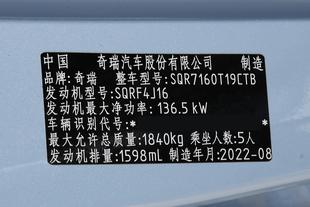 中国 奇瑞汽车股份有限公司 制造
品牌:奇瑞 整车型号:SQR7160T19CTB
发动机型号:SQRF4J16
发动机最大净功率:136.5kW
车辆识别代号:* *
最大允许总质量:1840kg 乘坐人数:5人
发动机排量:1598mL 制造年月:2022-08